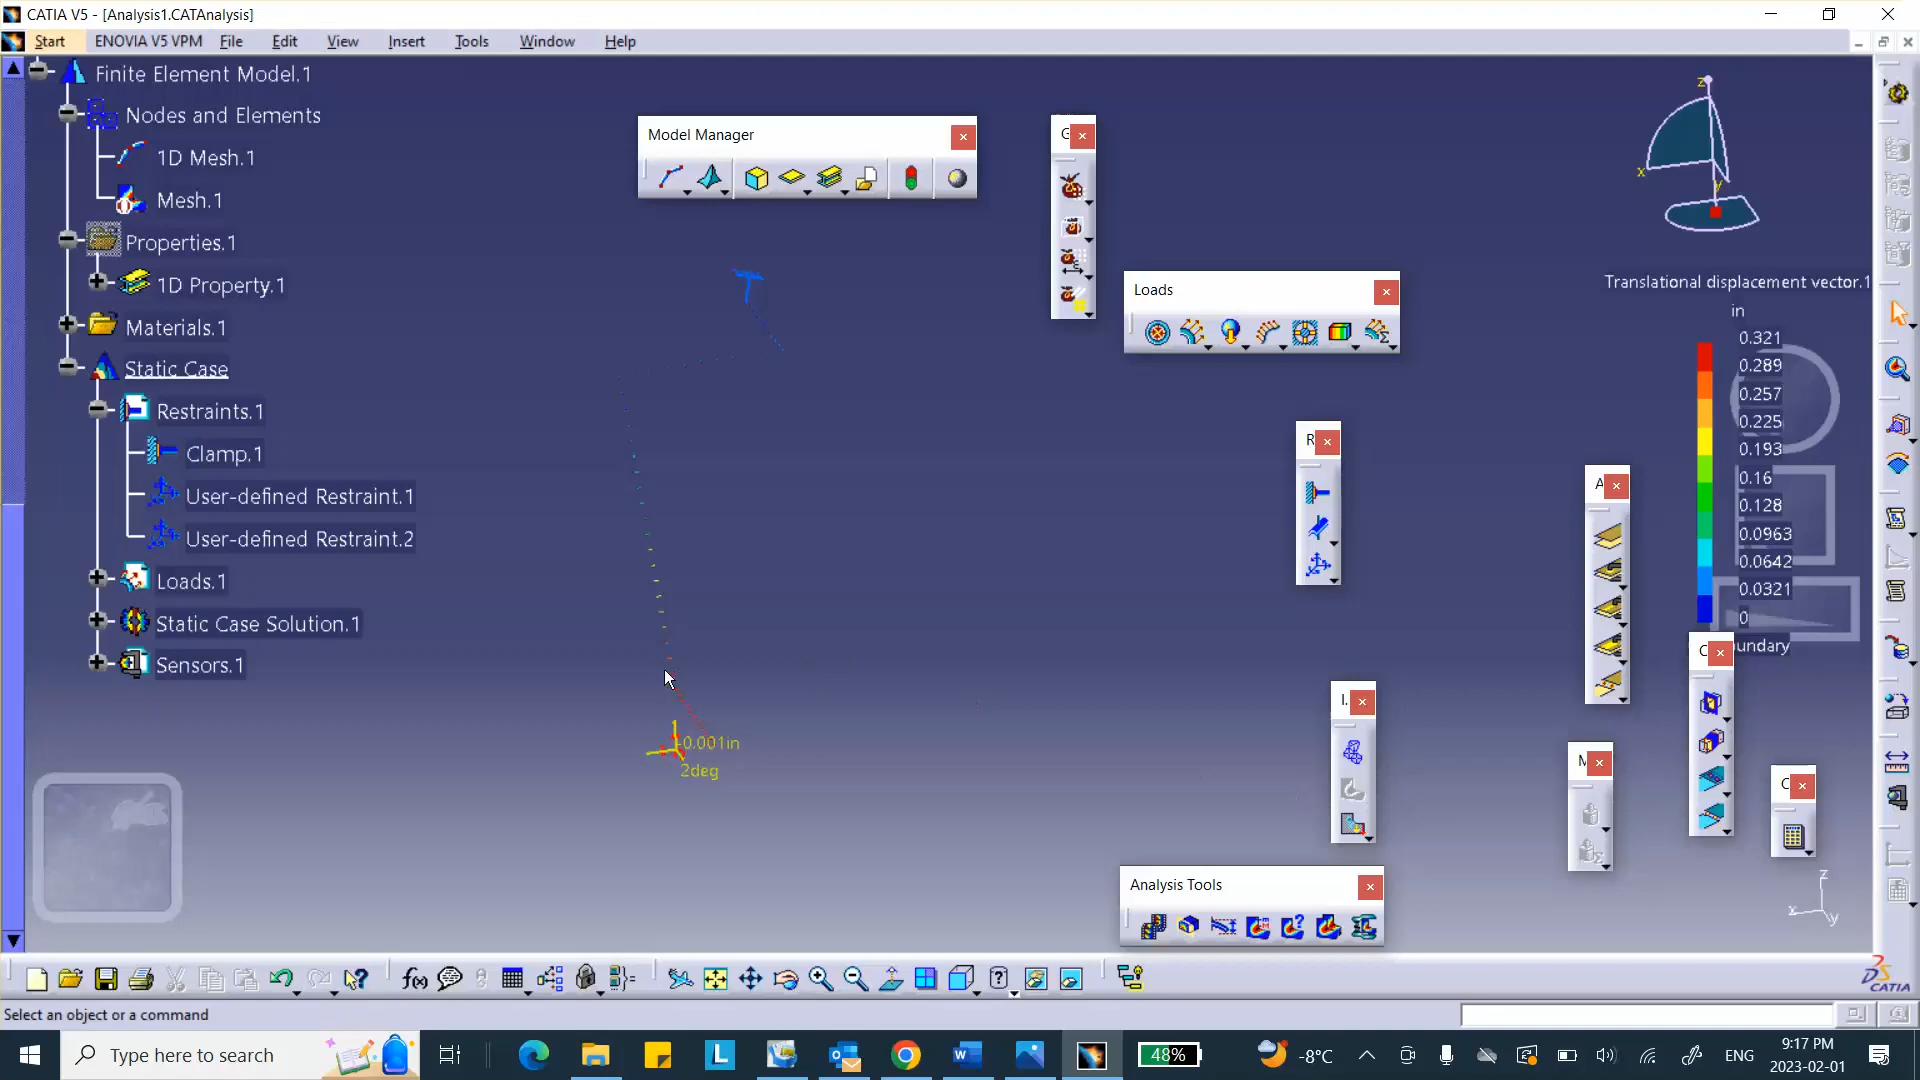 CATIA V5 - [Analysis1.CATAnalysis]
Start ENOVIA V5 VPM File Edit View Insert Tools Window Help
Finite Element Model.1
Nodes and Elements
1D Mesh.1
Mesh.1
Properties.1
1D Property.1
Materials.1
Static Case
Restraints.1
Clamp.1
User-defined Restraint.1
User-defined Restraint.2
Loads.1
Static Case Solution.1
Sensors.1
Model Manager
G
Loads
R
A
C
I.
M
C
Analysis Tools
z
x
y
Translational displacement vector.1
in
0.321
0.289
0.257
0.225
0.193
0.16
0.128
0.0963
0.0642
0.0321
0
undary
-0.001in
2deg
z
x
y
f(x)
CATIA
Select an object or a command
Type here to search
48%
-8°C
ENG
9:17 PM
2023-02-01